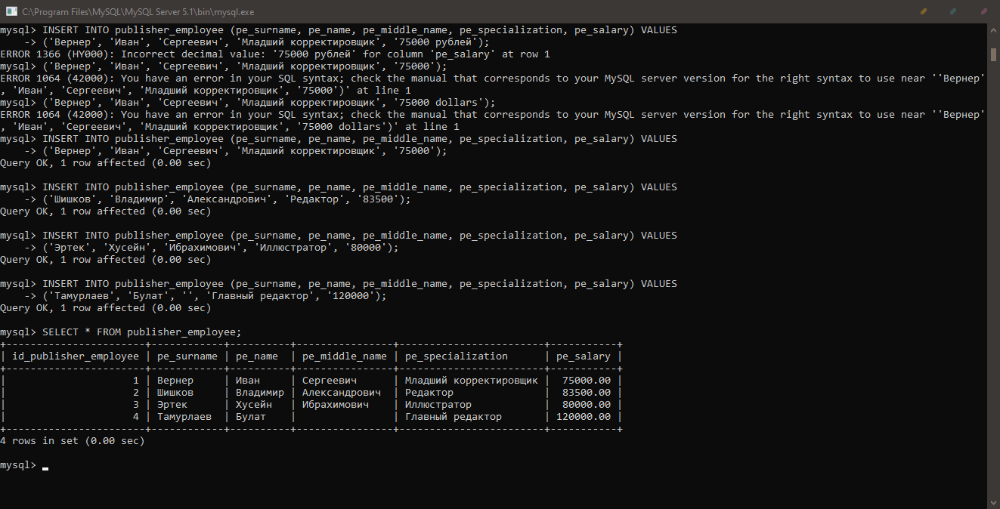 C:\Program Files\MySQL\MySQL Server 5.1\bin\mysql.exe
mysql> INSERT INTO publisher_employee (pe_surname, pe_name, pe_middle_name, pe_specialization, pe_salary) VALUES
    -> ('Вернер', 'Иван', 'Сергеевич', 'Младший корректировщик', '75000 рублей');
ERROR 1366 (HY000): Incorrect decimal value: '75000 рублей' for column 'pe_salary' at row 1
mysql> ('Вернер', 'Иван', 'Сергеевич', 'Младший корректировщик', '75000');
ERROR 1064 (42000): You have an error in your SQL syntax; check the manual that corresponds to your MySQL server version for the right syntax to use near ''Вернер'
, 'Иван', 'Сергеевич', 'Младший корректировщик', '75000')' at line 1
mysql> ('Вернер', 'Иван', 'Сергеевич', 'Младший корректировщик', '75000 dollars');
ERROR 1064 (42000): You have an error in your SQL syntax; check the manual that corresponds to your MySQL server version for the right syntax to use near ''Вернер'
, 'Иван', 'Сергеевич', 'Младший корректировщик', '75000 dollars')' at line 1
mysql> INSERT INTO publisher_employee (pe_surname, pe_name, pe_middle_name, pe_specialization, pe_salary) VALUES
    -> ('Вернер', 'Иван', 'Сергеевич', 'Младший корректировщик', '75000');
Query OK, 1 row affected (0.00 sec)
mysql> INSERT INTO publisher_employee (pe_surname, pe_name, pe_middle_name, pe_specialization, pe_salary) VALUES
    -> ('Шишков', 'Владимир', 'Александрович', 'Редактор', '83500');
Query OK, 1 row affected (0.00 sec)
mysql> INSERT INTO publisher_employee (pe_surname, pe_name, pe_middle_name, pe_specialization, pe_salary) VALUES
    -> ('Эртек', 'Хусейн', 'Ибрахимович', 'Иллюстратор', '80000');
Query OK, 1 row affected (0.00 sec)
mysql> INSERT INTO publisher_employee (pe_surname, pe_name, pe_middle_name, pe_specialization, pe_salary) VALUES
    -> ('Тамурлаев', 'Булат', '', 'Главный редактор', '120000');
Query OK, 1 row affected (0.00 sec)
mysql> SELECT * FROM publisher_employee;
+-----------------------+------------+----------+----------------+------------------------+-----------+
| id_publisher_employee | pe_surname | pe_name  | pe_middle_name | pe_specialization      | pe_salary |
+-----------------------+------------+----------+----------------+------------------------+-----------+
|                     1 | Вернер     | Иван     | Сергеевич      | Младший корректировщик |  75000.00 |
|                     2 | Шишков     | Владимир | Александрович  | Редактор               |  83500.00 |
|                     3 | Эртек      | Хусейн   | Ибрахимович    | Иллюстратор            |  80000.00 |
|                     4 | Тамурлаев  | Булат    |                | Главный редактор       | 120000.00 |
+-----------------------+------------+----------+----------------+------------------------+-----------+
4 rows in set (0.00 sec)
mysql>